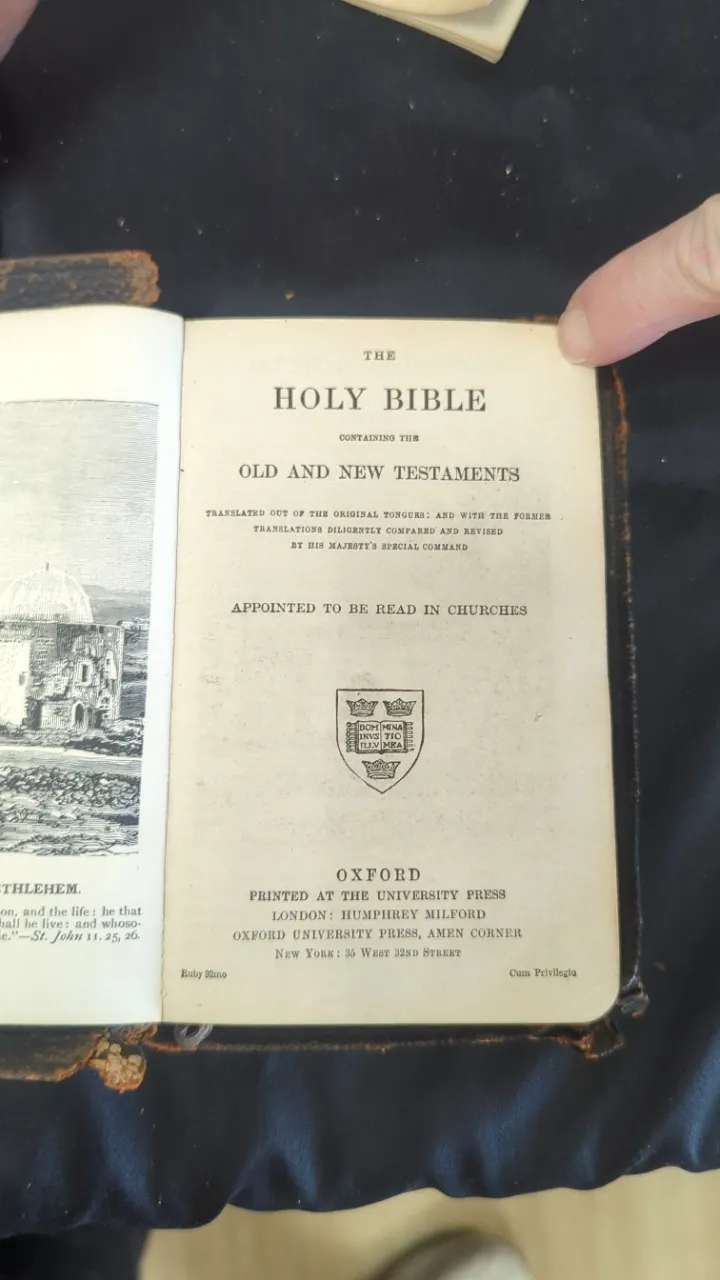 THLEHEM.
on, and the life: he that
hall he live: and whoso-
e."—St. John 11. 25, 26.
THE
HOLY BIBLE
CONTAINING THE
OLD AND NEW TESTAMENTS
TRANSLATED OUT OF THE ORIGINAL TONGUES: AND WITH THE FORMER
TRANSLATIONS DILIGENTLY COMPARED AND REVISED
BY HIS MAJESTY'S SPECIAL COMMAND
APPOINTED TO BE READ IN CHURCHES
DOM MINA
INVS TIO
ILLV MEA
OXFORD
PRINTED AT THE UNIVERSITY PRESS
LONDON: HUMPHREY MILFORD
OXFORD UNIVERSITY PRESS, AMEN CORNER
NEW YORK: 35 WEST 32ND STREET
Ruby 32mo Cum Privilegio